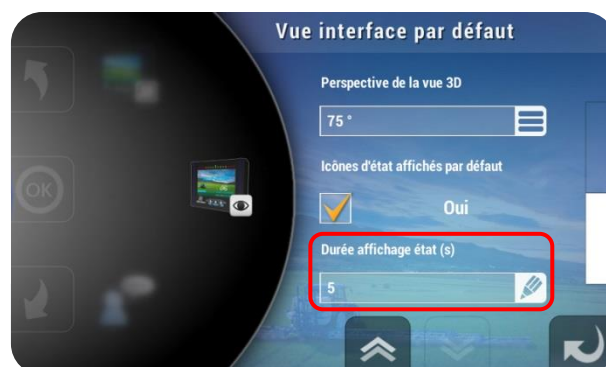 Vue interface par défaut
Perspective de la vue 3D
75 °
Icônes d'état affichés par défaut
Oui
Durée affichage état (s)
5
OK